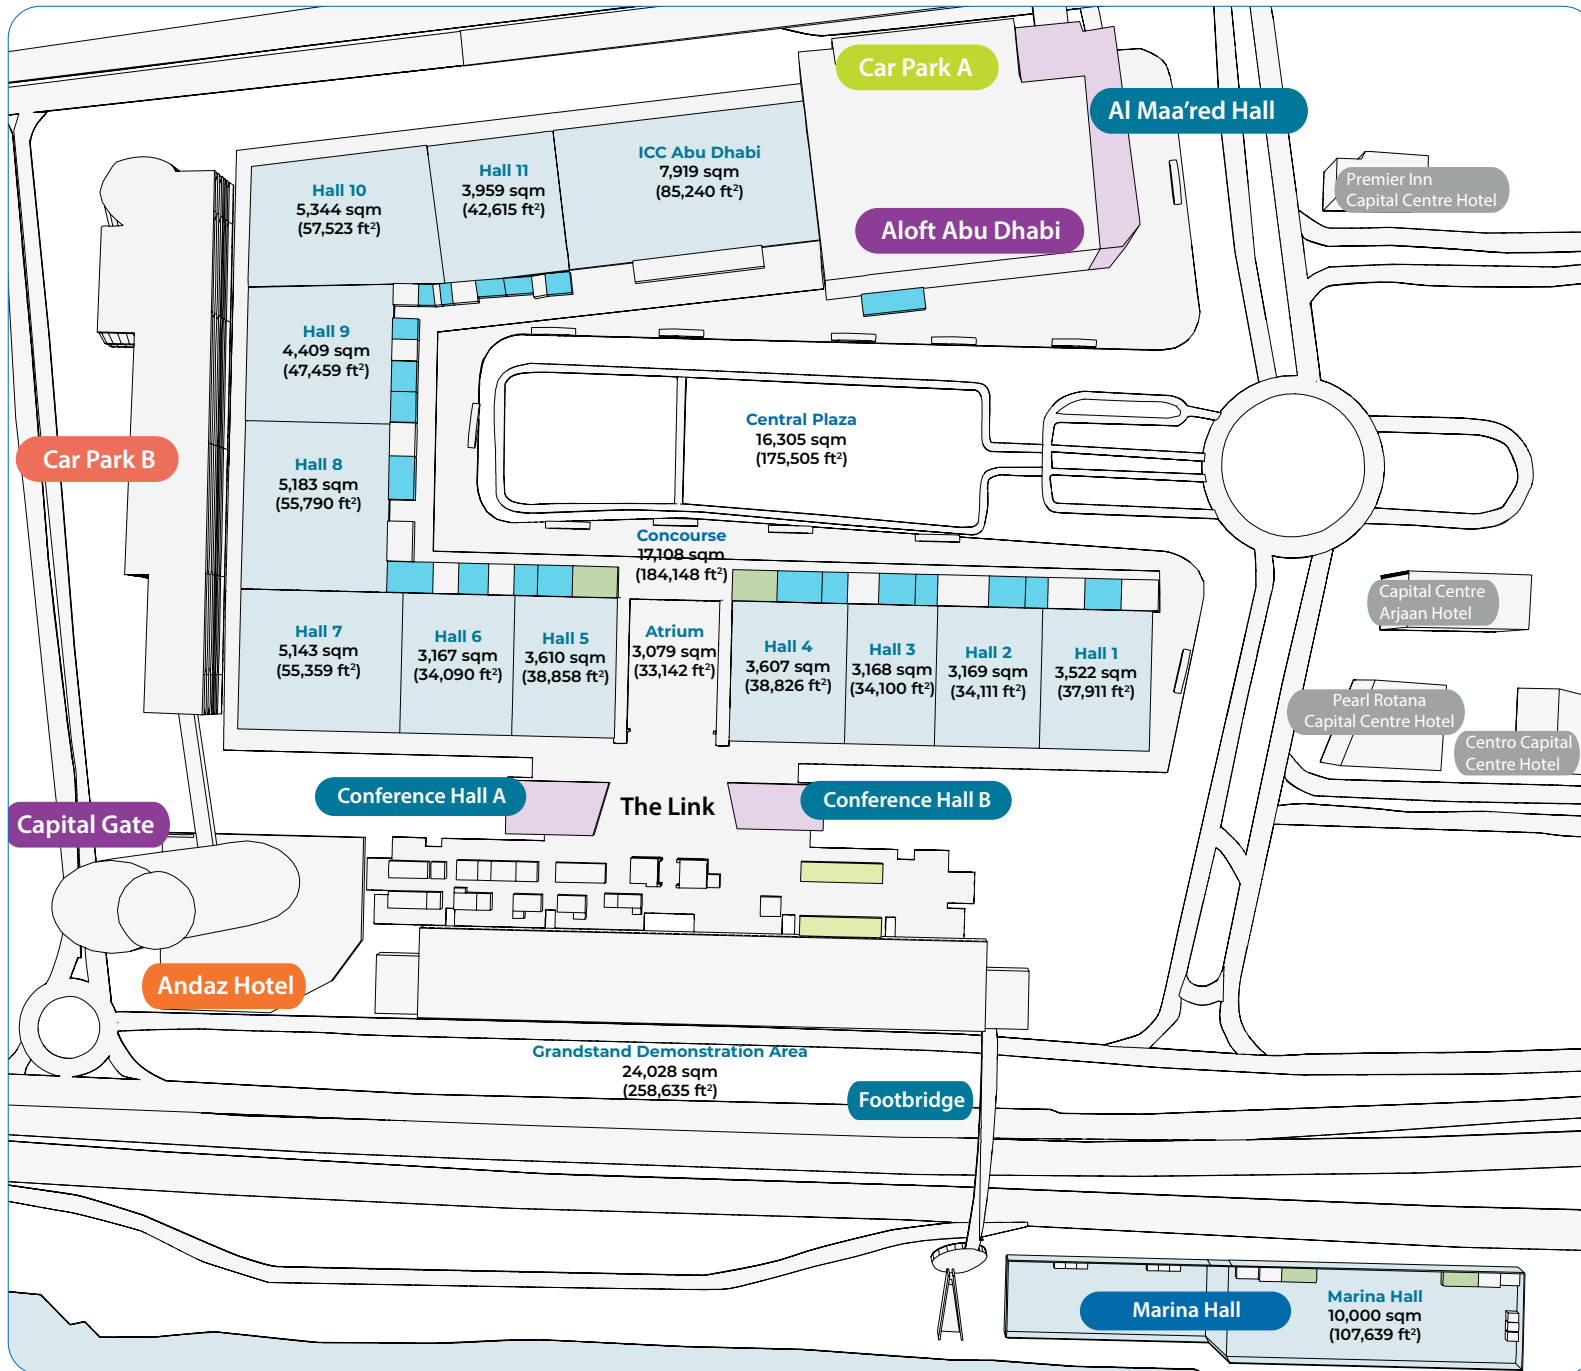 Car Park A
Al Maa'red Hall
ICC Abu Dhabi
7,919 sqm
(85,240 ft²)
Hall 11
3,959 sqm
(42,615 ft²)
Hall 10
5,344 sqm
(57,523 ft²)
Premier Inn
Capital Centre Hotel
Aloft Abu Dhabi
Hall 9
4,409 sqm
(47,459 ft²)
Central Plaza
16,305 sqm
(175,505 ft²)
Car Park B
Hall 8
5,183 sqm
(55,790 ft²)
Concourse
17,108 sqm
(184,148 ft²)
Capital Centre
Arjaan Hotel
Hall 7
5,143 sqm
(55,359 ft²)
Hall 6
3,167 sqm
(34,090 ft²)
Hall 5
3,610 sqm
(38,858 ft²)
Atrium
3,079 sqm
(33,142 ft²)
Hall 4
3,607 sqm
(38,826 ft²)
Hall 3
3,168 sqm
(34,100 ft²)
Hall 2
3,169 sqm
(34,111 ft²)
Hall 1
3,522 sqm
(37,911 ft²)
Pearl Rotana
Capital Centre Hotel
Centro Capital
Centre Hotel
Conference Hall A
The Link
Conference Hall B
Capital Gate
Andaz Hotel
Grandstand Demonstration Area
24,028 sqm
(258,635 ft²)
Footbridge
Marina Hall
Marina Hall
10,000 sqm
(107,639 ft²)